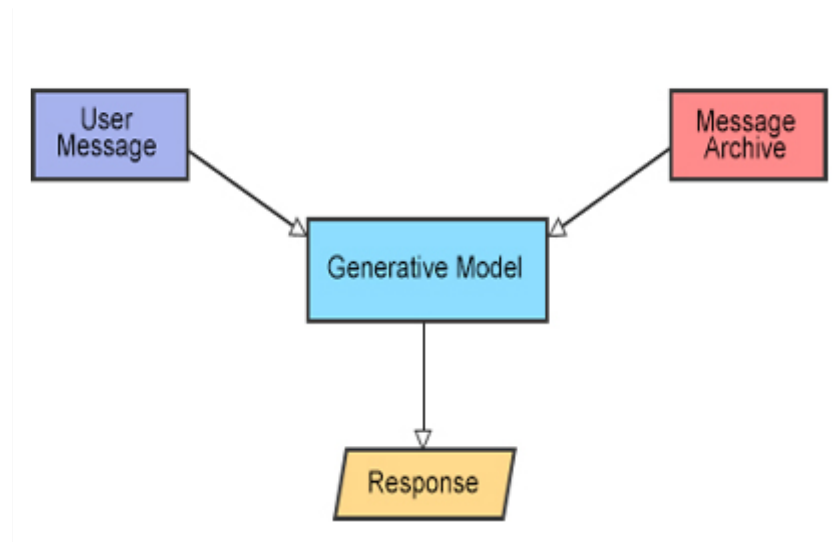 User
Message
Message
Archive
Generative Model
Response